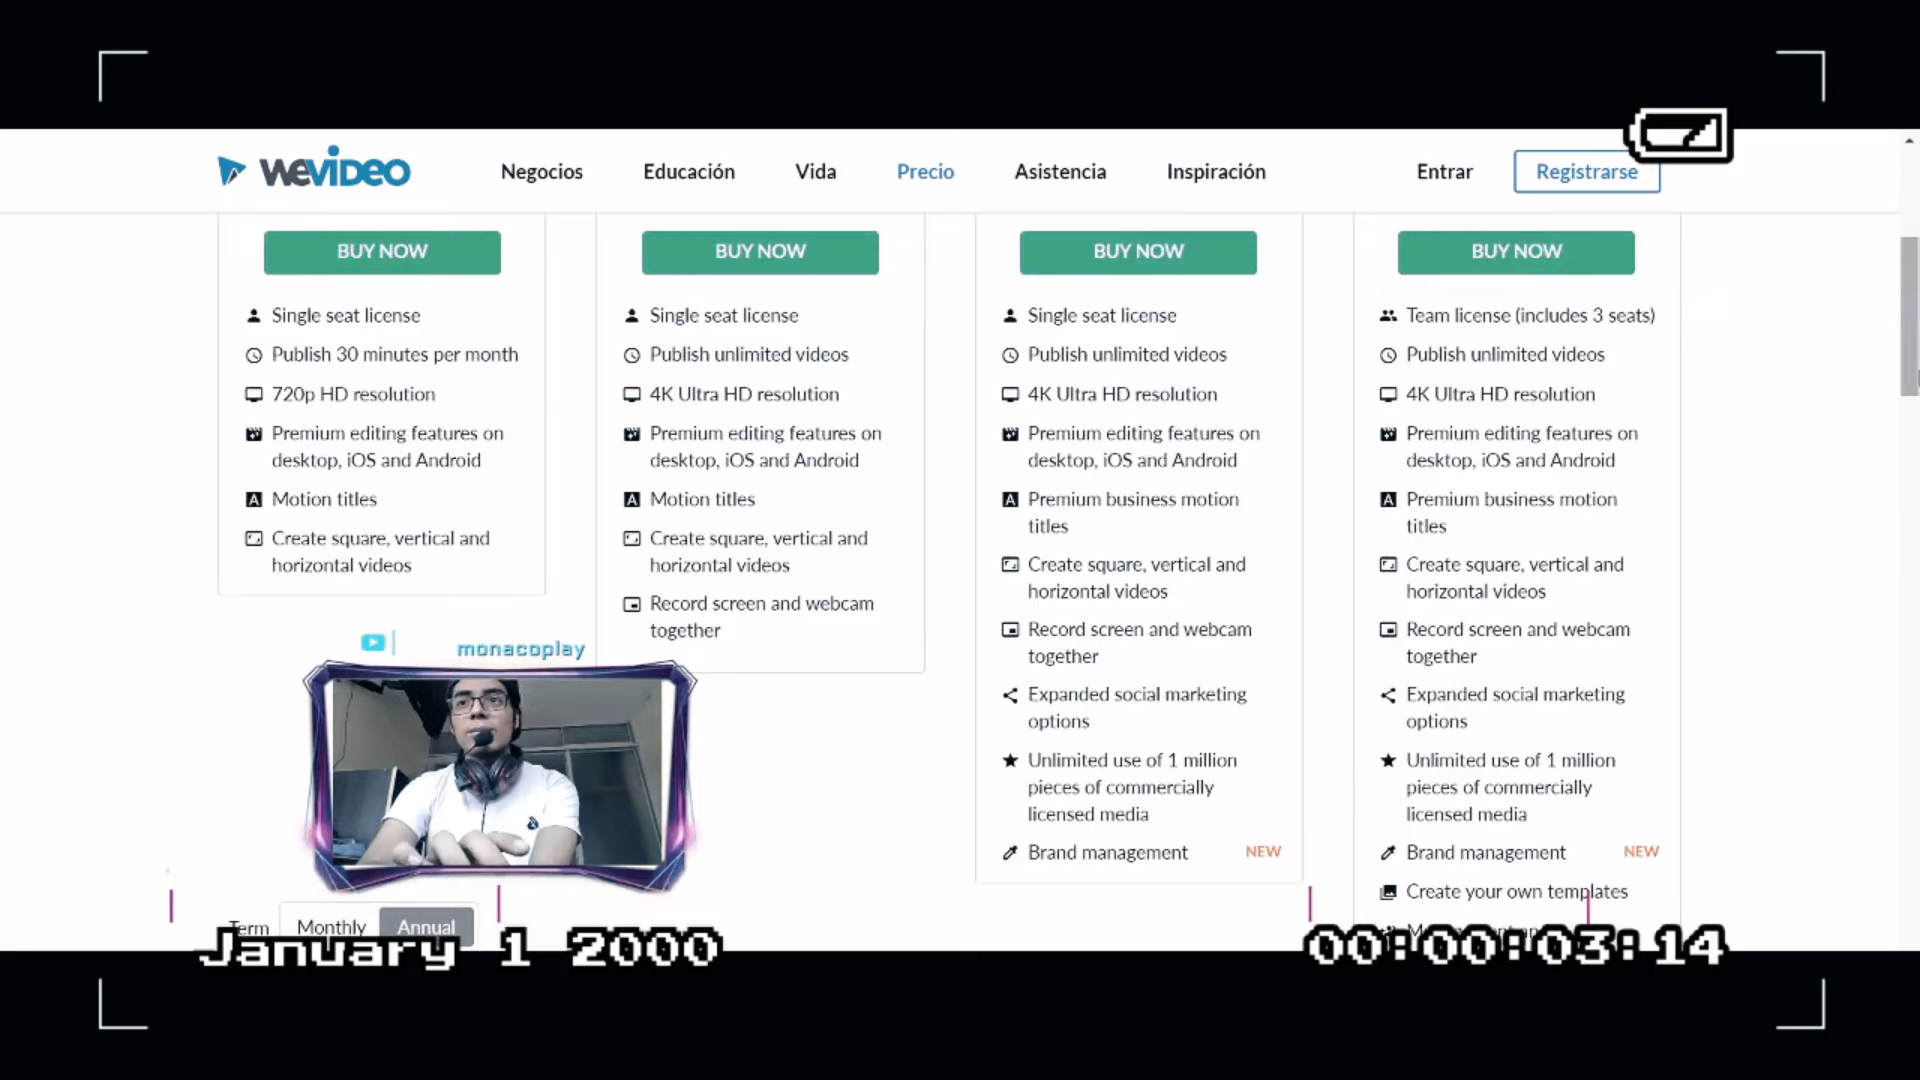 WEVIDEO
Negocios
Educación
Vida
Precio
Asistencia
Inspiración
Entrar
Registrarse
BUY NOW
Single seat license
Publish 30 minutes per month
720p HD resolution
Premium editing features on
desktop, iOS and Android
Motion titles
Create square, vertical and
horizontal videos
BUY NOW
Single seat license
Publish unlimited videos
4K Ultra HD resolution
Premium editing features on
desktop, iOS and Android
Motion titles
Create square, vertical and
horizontal videos
Record screen and webcam
together
BUY NOW
Single seat license
Publish unlimited videos
4K Ultra HD resolution
Premium editing features on
desktop, iOS and Android
Premium business motion
titles
Create square, vertical and
horizontal videos
Record screen and webcam
together
Expanded social marketing
options
Unlimited use of 1 million
pieces of commercially
licensed media
Brand management NEW
BUY NOW
Team license (includes 3 seats)
Publish unlimited videos
4K Ultra HD resolution
Premium editing features on
desktop, iOS and Android
Premium business motion
titles
Create square, vertical and
horizontal videos
Record screen and webcam
together
Expanded social marketing
options
Unlimited use of 1 million
pieces of commercially
licensed media
Brand management NEW
Create your own templates
monacoplay
Term Monthly Annual
January 1 2000
00:00:03:14